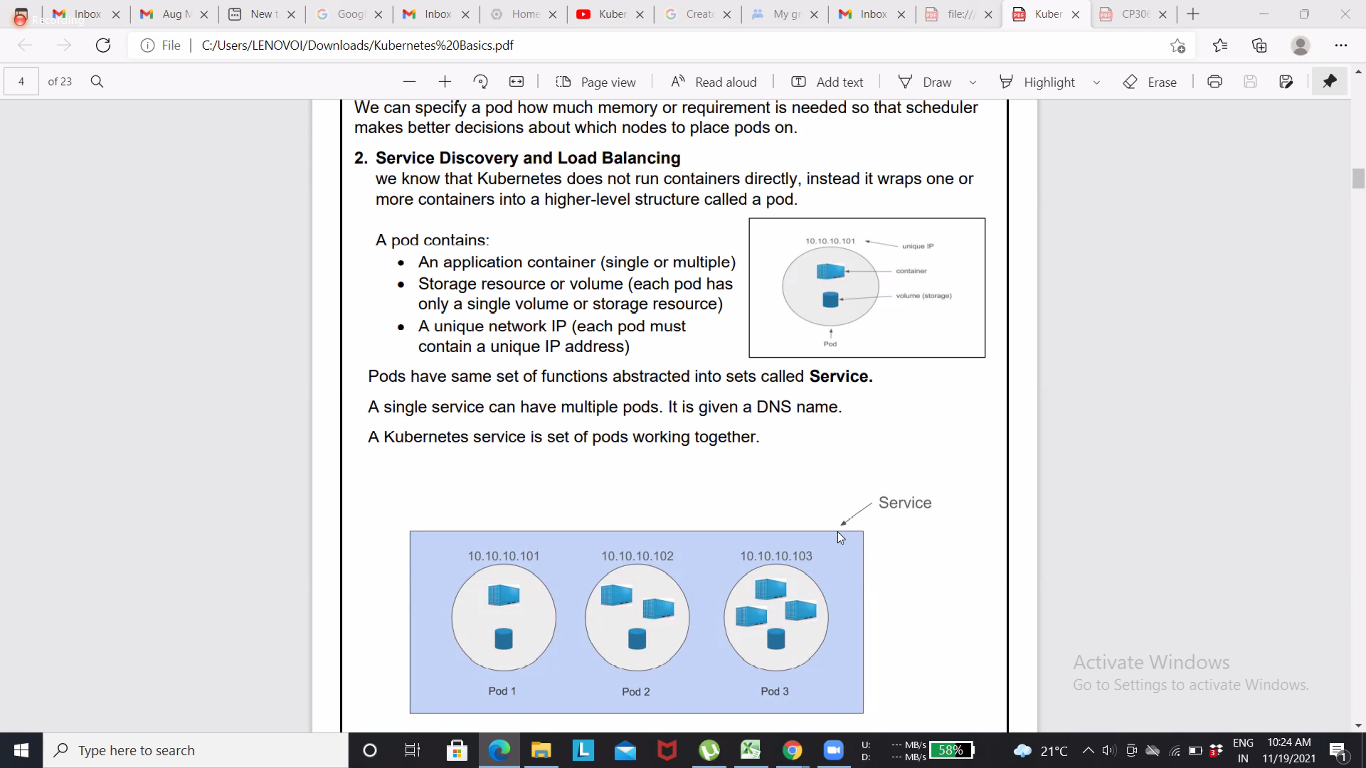 Recording
Inbox
Aug M
New t
Googl
Inbox
Home
Kuber
Create
My gr
Inbox
file://
Kuber
CP306
File
C:/Users/LENOVOI/Downloads/Kubernetes%20Basics.pdf
4
of 23
Page view
Read aloud
Add text
Draw
Highlight
Erase
We can specify a pod how much memory or requirement is needed so that scheduler
makes better decisions about which nodes to place pods on.
2. Service Discovery and Load Balancing
we know that Kubernetes does not run containers directly, instead it wraps one or
more containers into a higher-level structure called a pod.
A pod contains:
• An application container (single or multiple)
• Storage resource or volume (each pod has
only a single volume or storage resource)
• A unique network IP (each pod must
contain a unique IP address)
10.10.10.101
unique IP
container
volume (storage)
Pod
Pods have same set of functions abstracted into sets called Service.
A single service can have multiple pods. It is given a DNS name.
A Kubernetes service is set of pods working together.
Service
10.10.10.101
10.10.10.102
10.10.10.103
Pod 1
Pod 2
Pod 3
Activate Windows
Go to Settings to activate Windows.
Type here to search
U: --- MB/s
D: --- MB/s
58%
21°C
ENG
IN
10:24 AM
11/19/2021